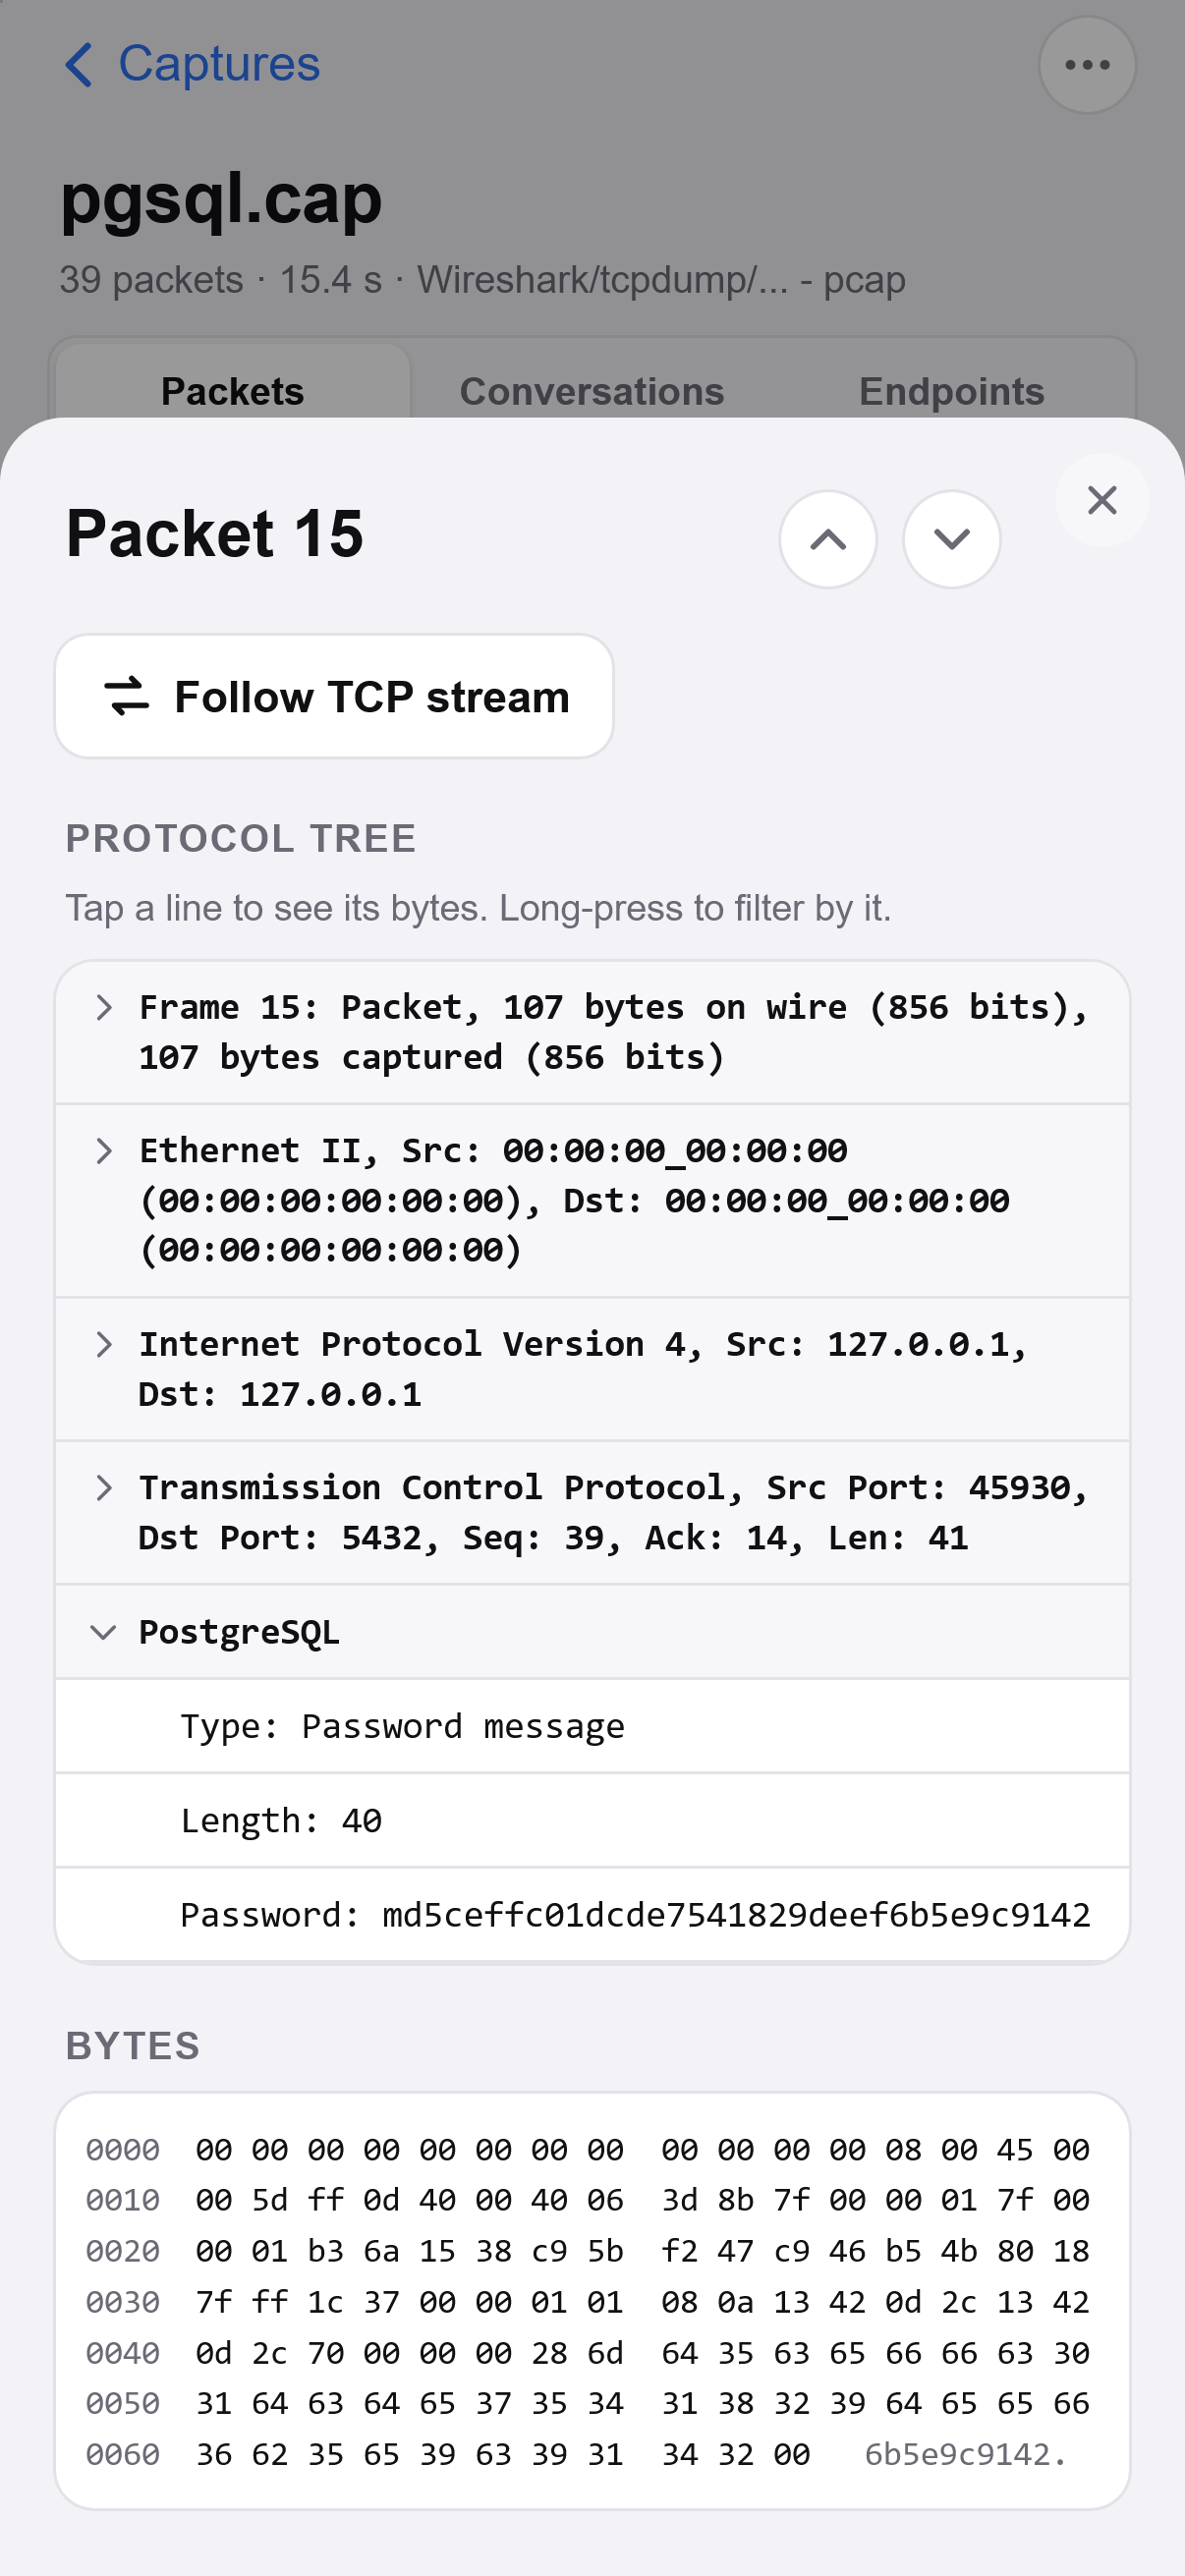 Captures
pgsql.cap
39 packets · 15.4 s · Wireshark/tcpdump/... - pcap
Packets Conversations Endpoints
Packet 15
Follow TCP stream
PROTOCOL TREE
Tap a line to see its bytes. Long-press to filter by it.
Frame 15: Packet, 107 bytes on wire (856 bits),
107 bytes captured (856 bits)
Ethernet II, Src: 00:00:00_00:00:00
(00:00:00:00:00:00), Dst: 00:00:00_00:00:00
(00:00:00:00:00:00)
Internet Protocol Version 4, Src: 127.0.0.1,
Dst: 127.0.0.1
Transmission Control Protocol, Src Port: 45930,
Dst Port: 5432, Seq: 39, Ack: 14, Len: 41
PostgreSQL
Type: Password message
Length: 40
Password: md5ceffc01dcde7541829deef6b5e9c9142
BYTES
0000 00 00 00 00 00 00 00 00 00 00 00 00 08 00 45 00
0010 00 5d ff 0d 40 00 40 06 3d 8b 7f 00 00 01 7f 00
0020 00 01 b3 6a 15 38 c9 5b f2 47 c9 46 b5 4b 80 18
0030 7f ff 1c 37 00 00 01 01 08 0a 13 42 0d 2c 13 42
0040 0d 2c 70 00 00 00 28 6d 64 35 63 65 66 66 63 30
0050 31 64 63 64 65 37 35 34 31 38 32 39 64 65 65 66
0060 36 62 35 65 39 63 39 31 34 32 00 6b5e9c9142.